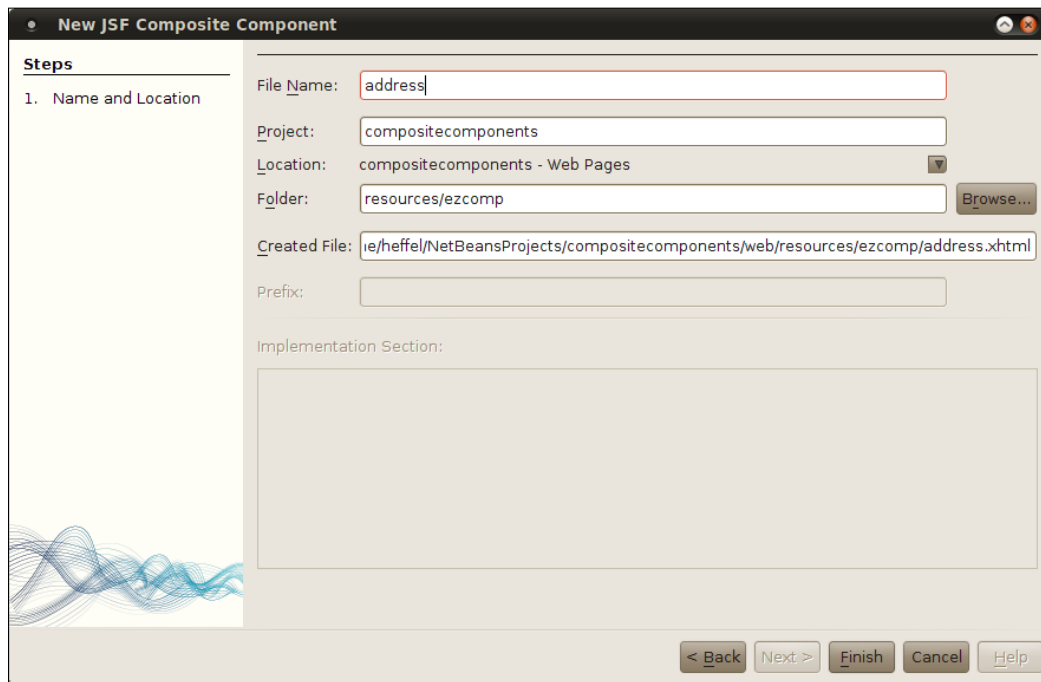 New JSF Composite Component
Steps
1. Name and Location
File Name: address
Project: compositecomponents
Location: compositecomponents - Web Pages
Folder: resources/ezcomp Browse...
Created File: ne/heffel/NetBeansProjects/compositecomponents/web/resources/ezcomp/address.xhtml
Prefix:
Implementation Section:
< Back Next > Finish Cancel Help